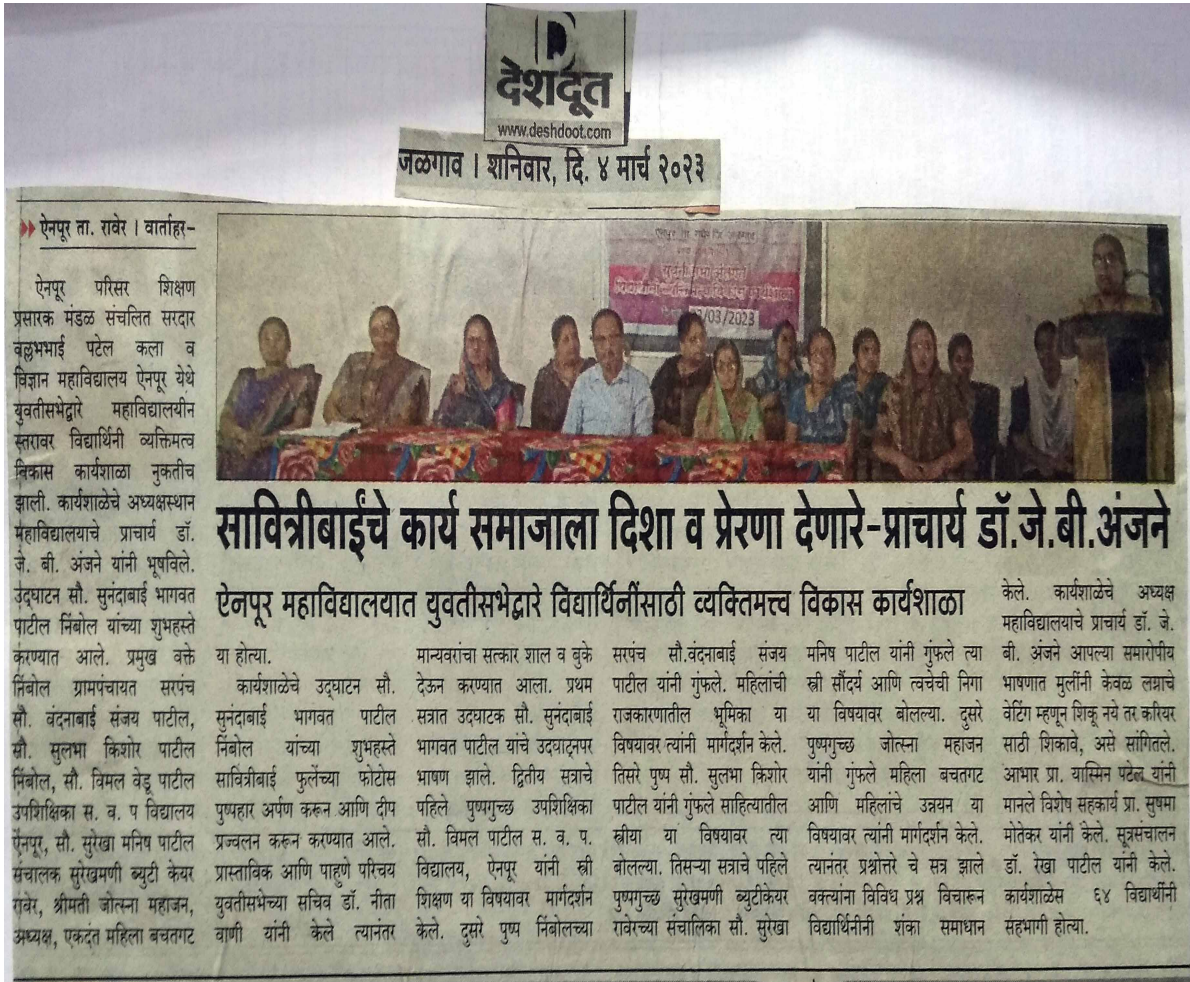 देशदूत
www.deshdoot.com
जळगाव । शनिवार, दि. ४ मार्च २०२३
ऐनपूर ता. रावेर । वार्ताहर-
युवती सभा अंतर्गत
03/03/2023
सावित्रीबाईंचे कार्य समाजाला दिशा व प्रेरणा देणारे-प्राचार्य डॉ.जे.बी.अंजने
ऐनपूर महाविद्यालयात युवतीसभेद्वारे विद्यार्थिनींसाठी व्यक्तिमत्त्व विकास कार्यशाळा
ऐनपूर परिसर शिक्षण
प्रसारक मंडळ संचलित सरदार
वल्लभभाई पटेल कला व
विज्ञान महाविद्यालय ऐनपूर येथे
युवतीसभेद्वारे महाविद्यालयीन
स्तरावर विद्यार्थिनी व्यक्तिमत्व
विकास कार्यशाळा नुकतीच
झाली. कार्यशाळेचे अध्यक्षस्थान
महाविद्यालयाचे प्राचार्य डॉ.
जे. बी. अंजने यांनी भूषविले.
उद्घाटन सौ. सुनंदाबाई भागवत
पाटील निंबोल यांच्या शुभहस्ते
करण्यात आले. प्रमुख वक्ते
निंबोल ग्रामपंचायत सरपंच
सौ. वंदनाबाई संजय पाटील,
सौ. सुलभा किशोर पाटील
निंबोल, सौ. विमल वेडू पाटील
उपशिक्षिका स. व. प विद्यालय
ऐनपूर, सौ. सुरेखा मनिष पाटील
संचालक सुरेखमणी ब्युटी केयर
रावेर, श्रीमती जोत्स्ना महाजन,
अध्यक्ष, एकदंत महिला बचतगट
या होत्या.
कार्यशाळेचे उद्घाटन सौ.
सुनंदाबाई भागवत पाटील
निंबोल यांच्या शुभहस्ते
सावित्रीबाई फुलेंच्या फोटोस
पुष्पहार अर्पण करून आणि दीप
प्रज्वलन करून करण्यात आले.
प्रास्ताविक आणि पाहुणे परिचय
युवतीसभेच्या सचिव डॉ. नीता
वाणी यांनी केले त्यानंतर
मान्यवरांचा सत्कार शाल व बुके
देऊन करण्यात आला. प्रथम
सत्रात उदघाटक सौ. सुनंदाबाई
भागवत पाटील यांचे उदघाट्नपर
भाषण झाले. द्वितीय सत्राचे
पहिले पुष्पगुच्छ उपशिक्षिका
सौ. विमल पाटील स. व. प.
विद्यालय, ऐनपूर यांनी स्त्री
शिक्षण या विषयावर मार्गदर्शन
केले. दुसरे पुष्प निंबोलच्या
सरपंच सौ.वंदनाबाई संजय
पाटील यांनी गुंफले. महिलांची
राजकारणातील भूमिका या
विषयावर त्यांनी मार्गदर्शन केले.
तिसरे पुष्प सौ. सुलभा किशोर
पाटील यांनी गुंफले साहित्यातील
स्त्रीया या विषयावर त्या
बोलल्या. तिसऱ्या सत्राचे पहिले
पुष्पगुच्छ सुरेखमणी ब्युटीकेयर
रावेरच्या संचालिका सौ. सुरेखा
मनिष पाटील यांनी गुंफले त्या
स्त्री सौंदर्य आणि त्वचेची निगा
या विषयावर बोलल्या. दुसरे
पुष्पगुच्छ जोत्स्ना महाजन
यांनी गुंफले महिला बचतगट
आणि महिलांचे उन्नयन या
विषयावर त्यांनी मार्गदर्शन केले.
त्यानंतर प्रश्नोत्तरे चे सत्र झाले
वक्त्यांना विविध प्रश्न विचारून
विद्यार्थिनीनी शंका समाधान
केले. कार्यशाळेचे अध्यक्ष
महाविद्यालयाचे प्राचार्य डॉ. जे.
बी. अंजने आपल्या समारोपीय
भाषणात मुलींनी केवळ लग्नाचे
वेटिंग म्हणून शिकू नये तर करियर
साठी शिकावे, असे सांगितले.
आभार प्रा. यास्मिन पटेल यांनी
मानले विशेष सहकार्य प्रा. सुषमा
मोतेकर यांनी केले. सूत्रसंचालन
डॉ. रेखा पाटील यांनी केले.
कार्यशाळेस ६४ विद्यार्थीनी
सहभागी होत्या.